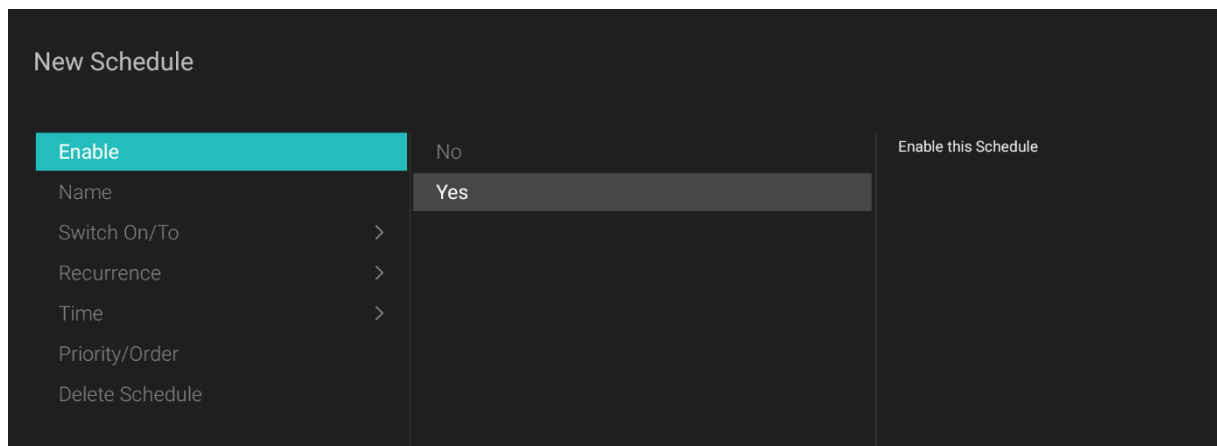 New Schedule
Enable
Name
Switch On/To
Recurrence
Time
Priority/Order
Delete Schedule
No
Yes
Enable this Schedule